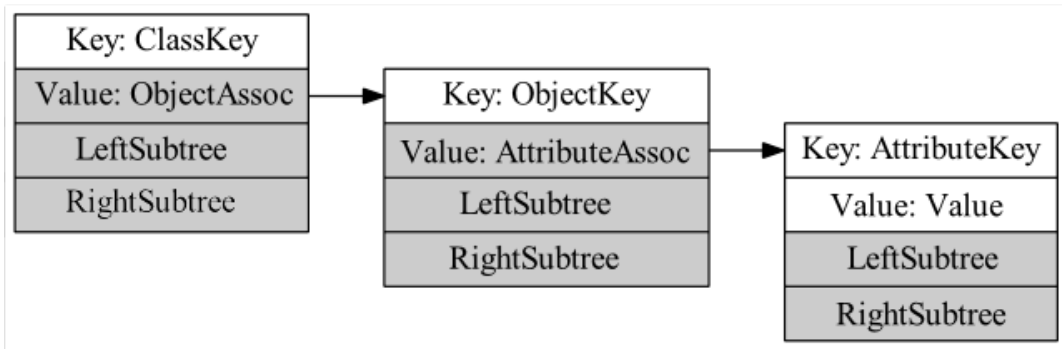 Key: ClassKey
Value: ObjectAssoc
LeftSubtree
RightSubtree
Key: ObjectKey
Value: AttributeAssoc
LeftSubtree
RightSubtree
Key: AttributeKey
Value: Value
LeftSubtree
RightSubtree